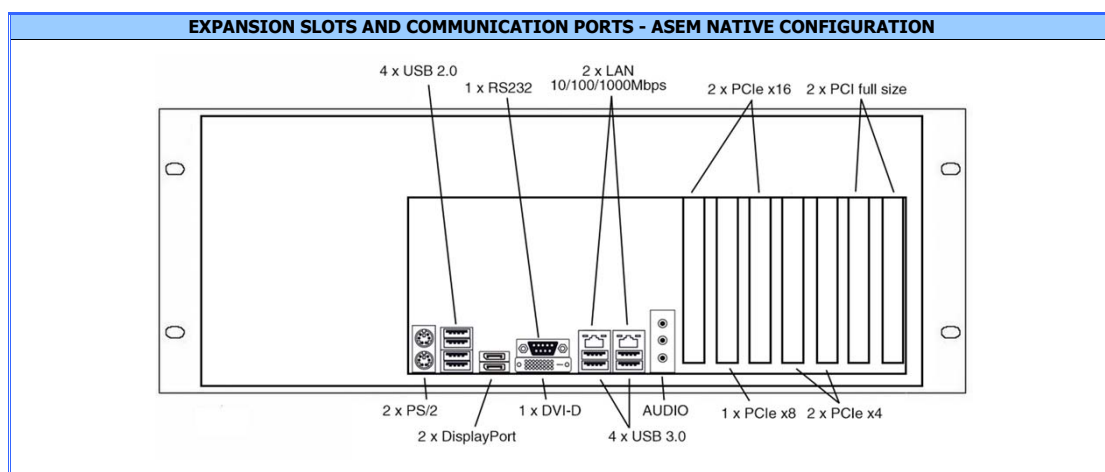 EXPANSION SLOTS AND COMMUNICATION PORTS - ASEM NATIVE CONFIGURATION
4 x USB 2.0
1 x RS232
2 x LAN
10/100/1000Mbps
2 x PCIe x16
2 x PCI full size
2 x PS/2
2 x DisplayPort
1 x DVI-D
4 x USB 3.0
AUDIO
1 x PCIe x8
2 x PCIe x4